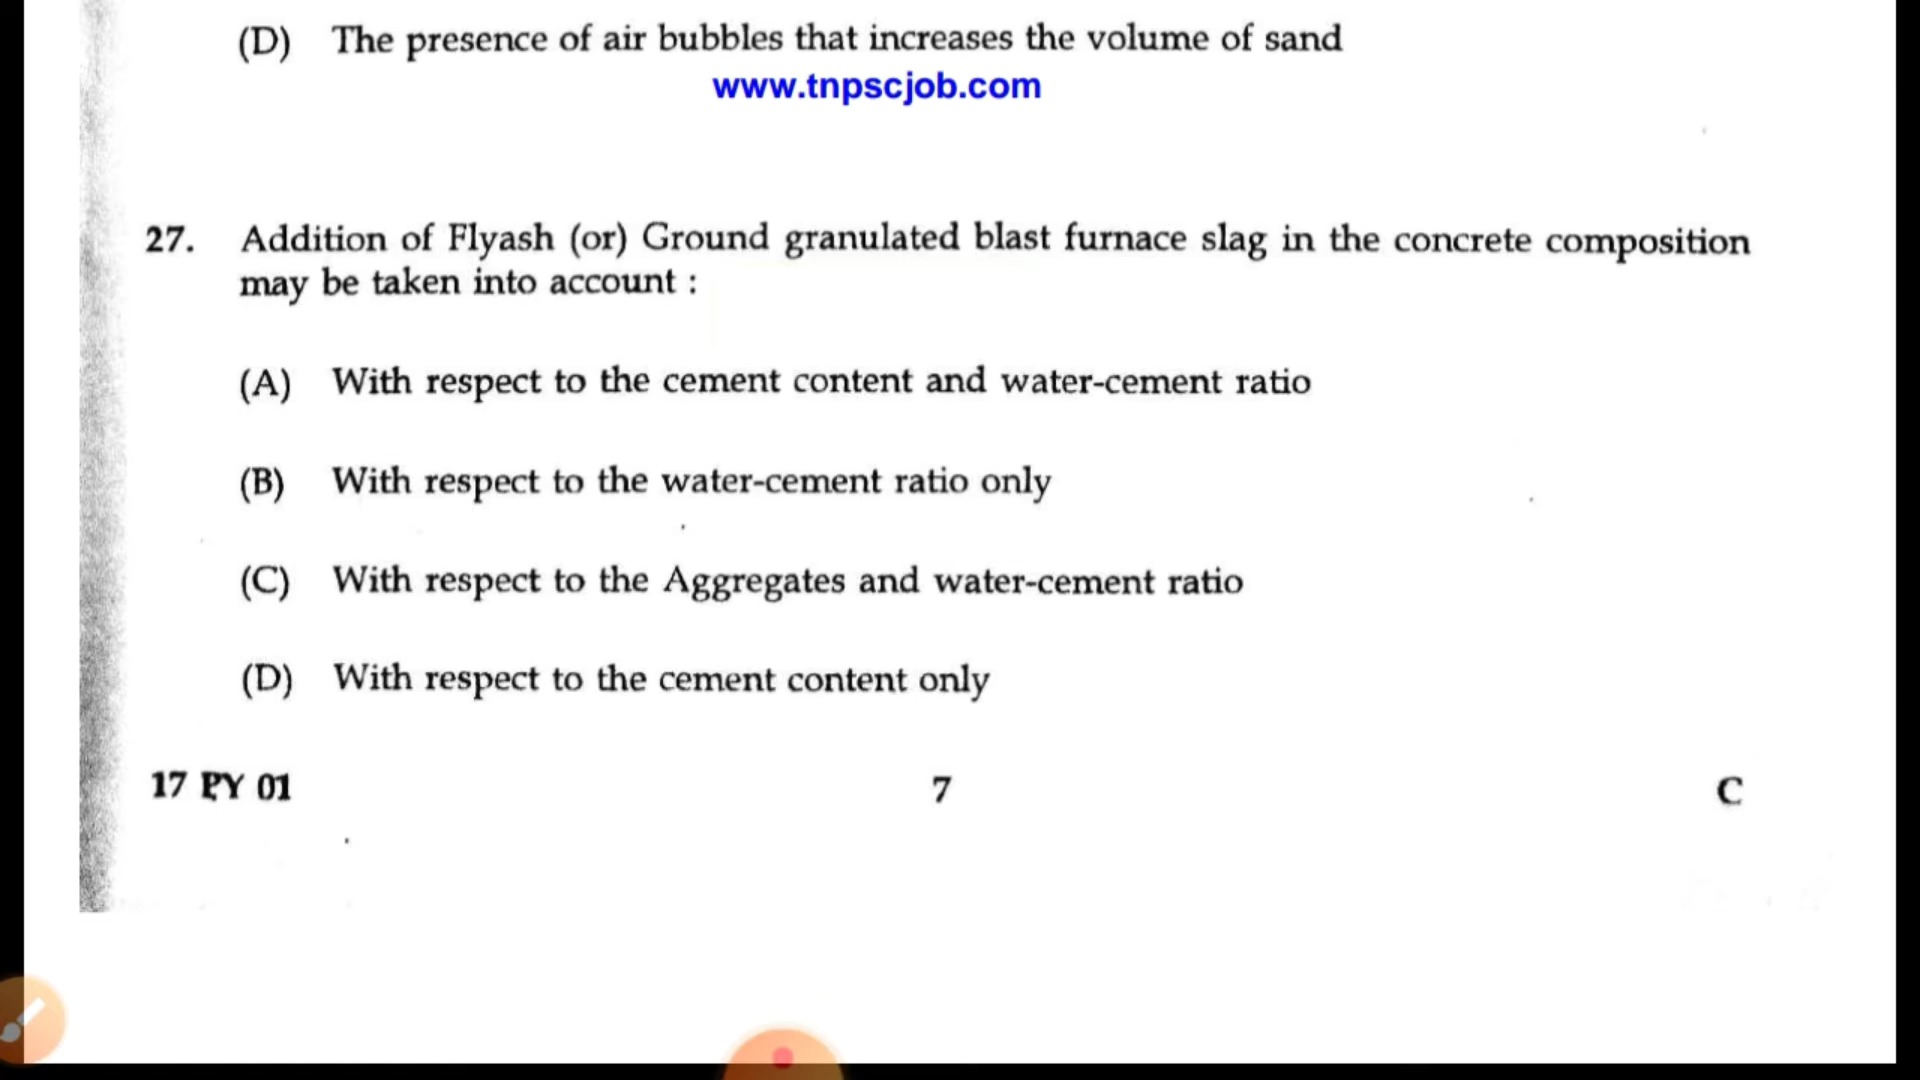 (D) The presence of air bubbles that increases the volume of sand
www.tnpscjob.com
27. Addition of Flyash (or) Ground granulated blast furnace slag in the concrete composition
may be taken into account :
(A) With respect to the cement content and water-cement ratio
(B) With respect to the water-cement ratio only
(C) With respect to the Aggregates and water-cement ratio
(D) With respect to the cement content only
17 PY 01 7 C